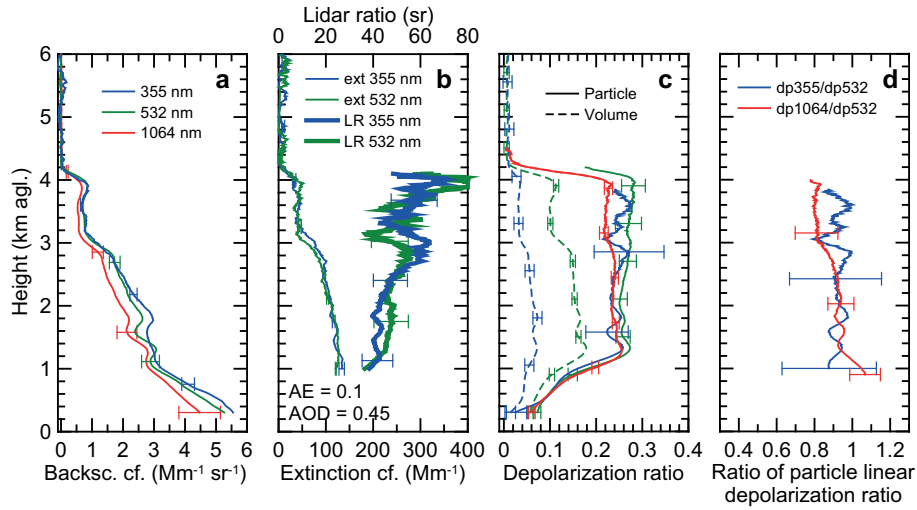 Lidar ratio (sr)
0 20 40 60 80
6
5
4
3
2
1
0
Height (km agl.)
a
355 nm
532 nm
1064 nm
0 1 2 3 4 5 6
Backsc. cf. (Mm⁻¹ sr⁻¹)
b
ext 355 nm
ext 532 nm
LR 355 nm
LR 532 nm
AE = 0.1
AOD = 0.45
0 100 200 300 400
Extinction cf. (Mm⁻¹)
c
Particle
Volume
0 0.1 0.2 0.3 0.4
Depolarization ratio
d
dp355/dp532
dp1064/dp532
0.4 0.6 0.8 1 1.2
Ratio of particle linear
depolarization ratio